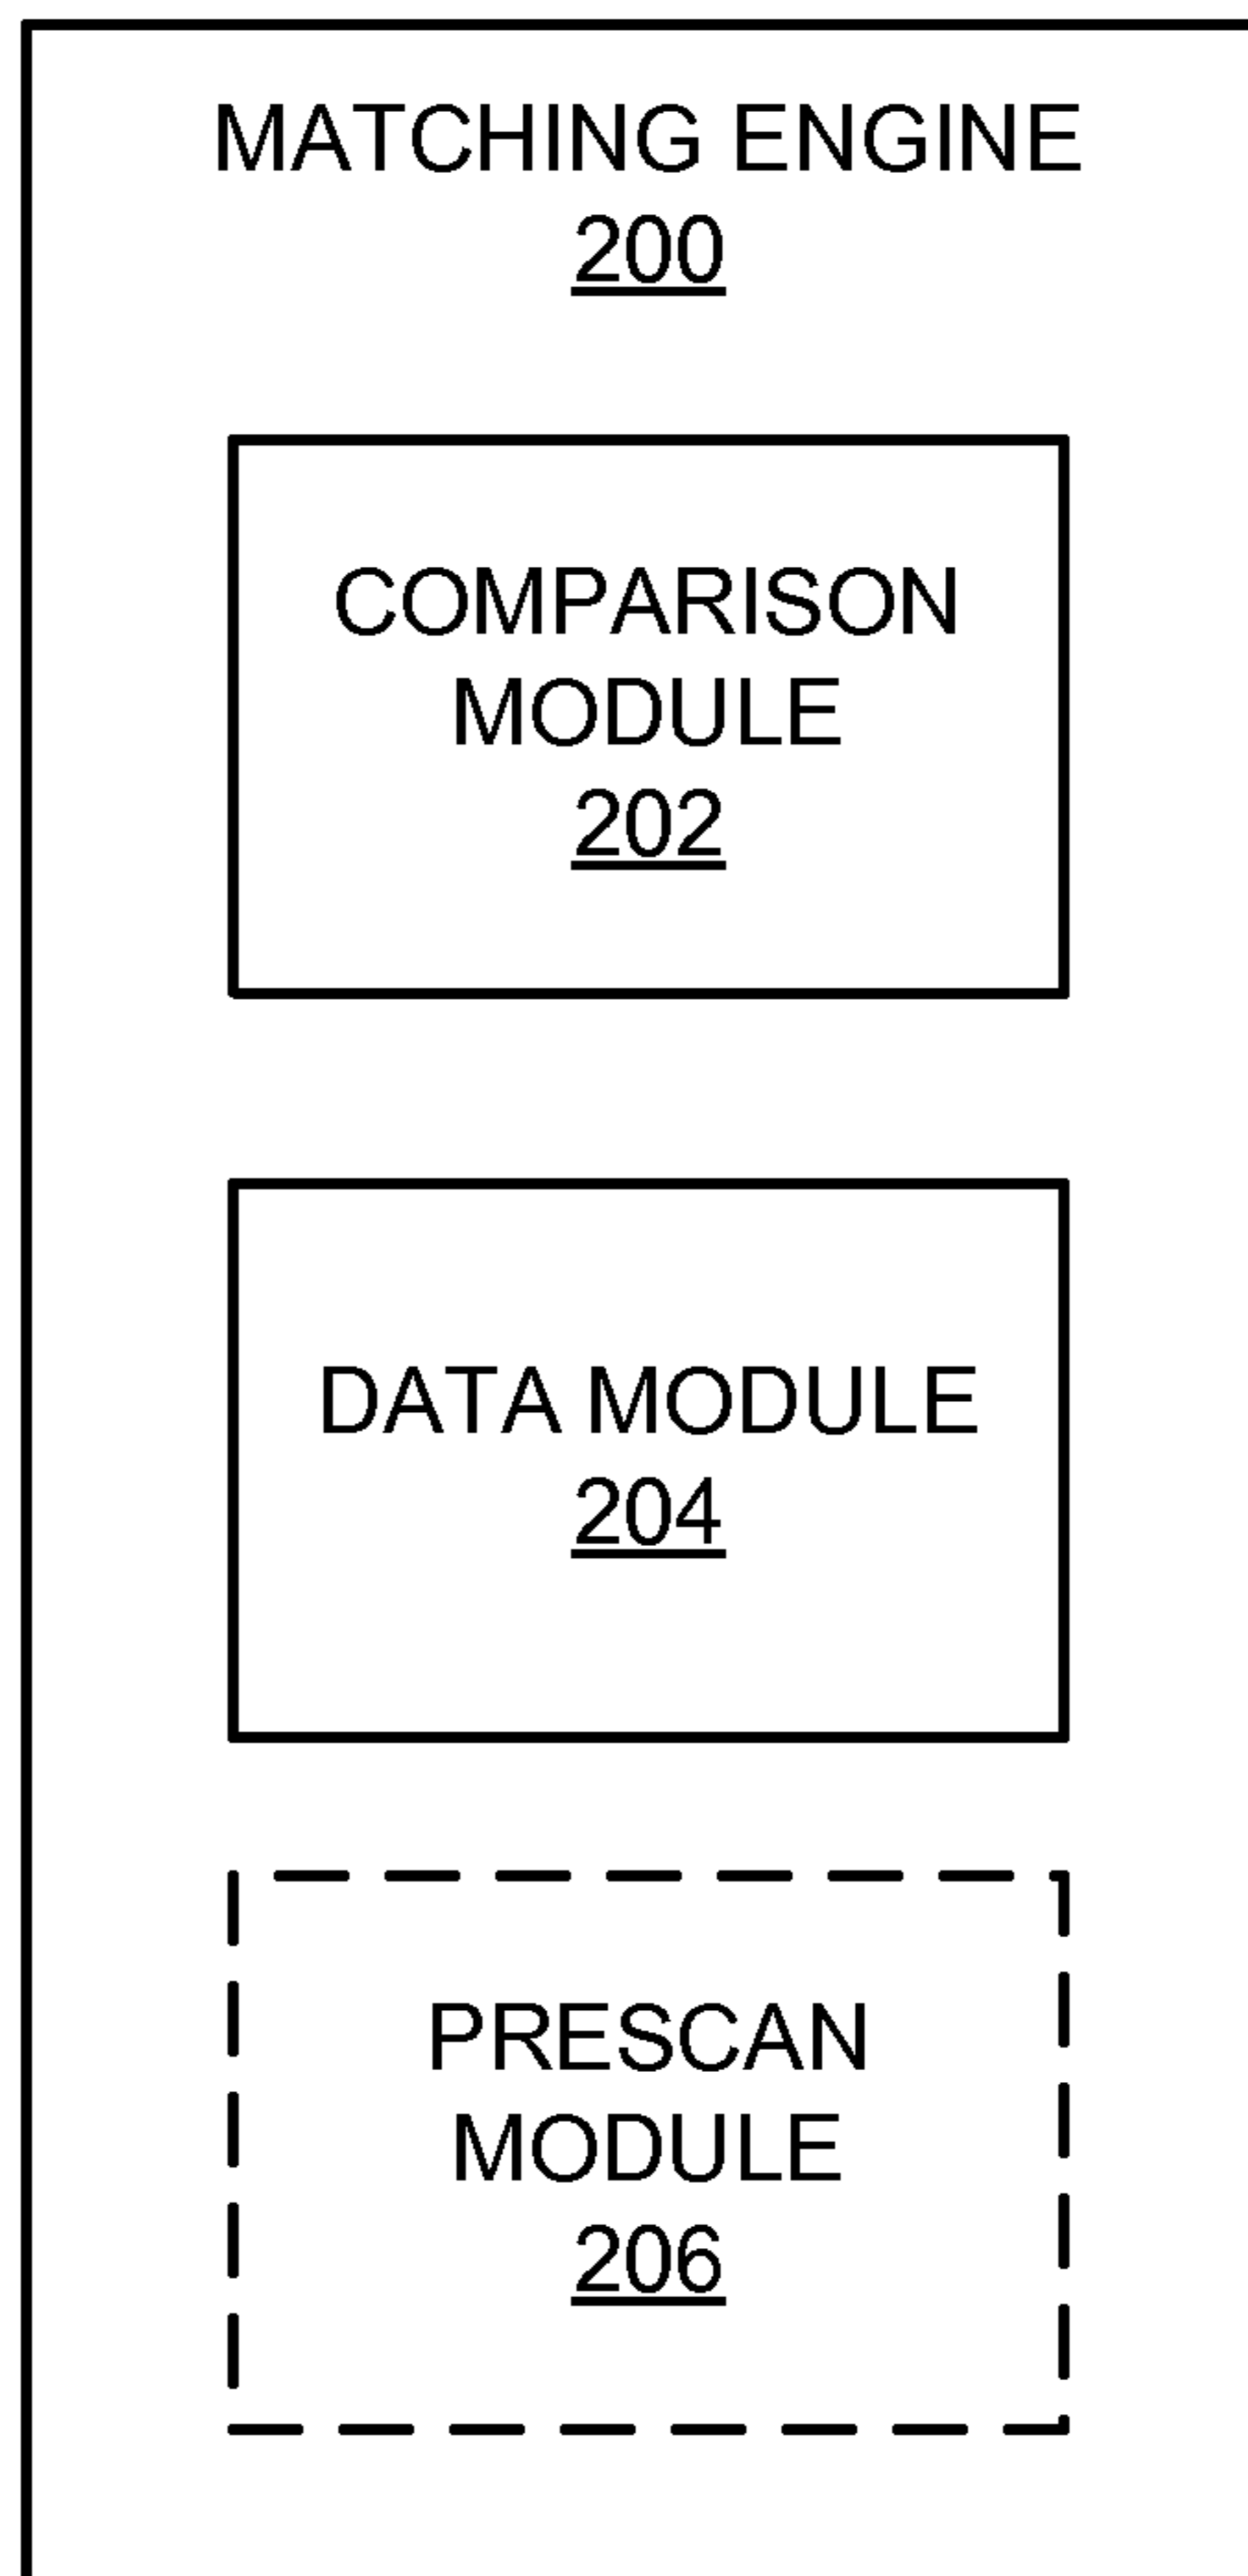 MATCHING ENGINE
200
COMPARISON
MODULE
202
DATA MODULE
204
PRESCAN
MODULE
206